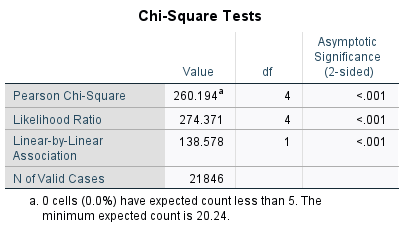 Chi-Square Tests
Asymptotic
Significance
Value df (2-sided)
Pearson Chi-Square 260.194a 4 <.001
Likelihood Ratio 274.371 4 <.001
Linear-by-Linear
Association 138.578 1 <.001
N of Valid Cases 21846
a. 0 cells (0.0%) have expected count less than 5. The
minimum expected count is 20.24.